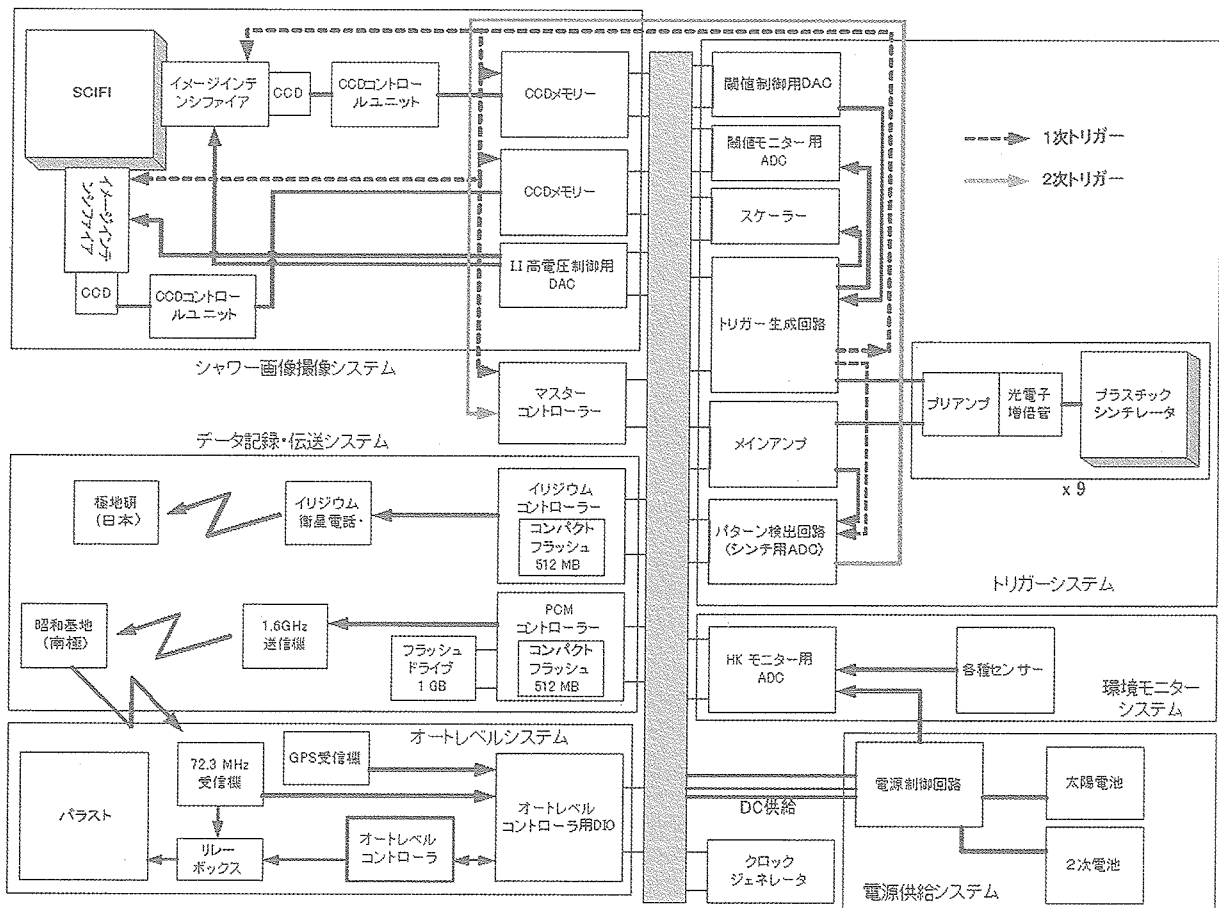 SCIFI
イメージインテ
ンシファイア
CCD
CCDコントロー
ルユニット
CCDメモリー
イメージインテ
ンシファイア
CCD
CCDコントロー
ルユニット
CCDメモリー
I.I 高電圧制御用
DAC
シャワー画像撮像システム
マスター
コントローラー
閾値制御用DAC
閾値モニター用
ADC
スケーラー
トリガー生成回路
メインアンプ
パターン検出回路
(シンチ用ADC)
1次トリガー
2次トリガー
プリアンプ
光電子
増倍管
プラスチック
シンチレータ
x 9
トリガーシステム
データ記録・伝送システム
極地研
(日本)
イリジウム
衛星電話・
イリジウム
コントローラー
コンパクト
フラッシュ
512 MB
昭和基地
(南極)
1.6GHz
送信機
フラッシュ
ドライブ
1 GB
PCM
コントローラー
コンパクト
フラッシュ
512 MB
HK モニター用
ADC
各種センサー
環境モニター
システム
オートレベルシステム
バラスト
72.3 MHz
受信機
GPS受信機
リレー
ボックス
オートレベル
コントローラ
オートレベル
コントローラ用DIO
DC供給
クロック
ジェネレータ
電源制御回路
太陽電池
2次電池
電源供給システム